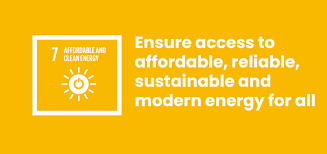 7 AFFORDABLE AND
CLEAN ENERGY
Ensure access to
affordable, reliable,
sustainable and
modern energy for all